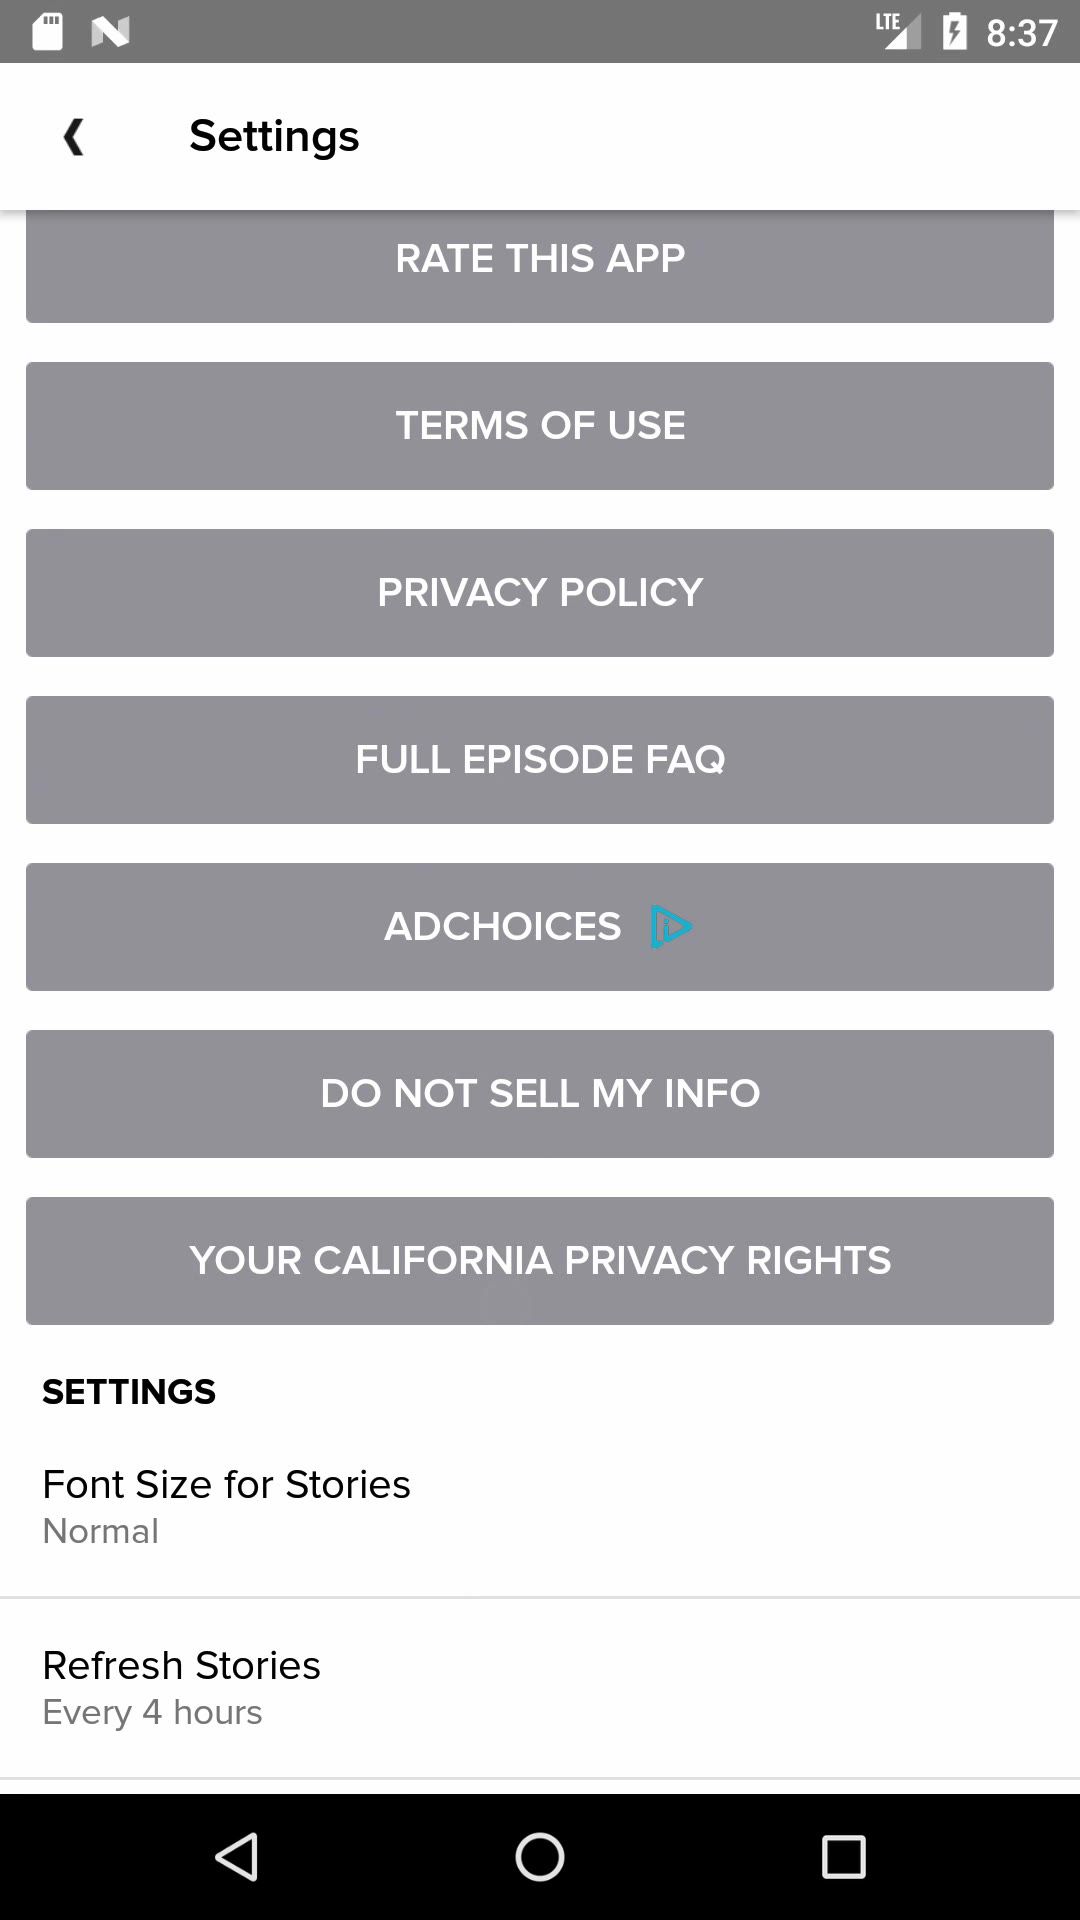 LTE 8:37
Settings
RATE THIS APP
TERMS OF USE
PRIVACY POLICY
FULL EPISODE FAQ
ADCHOICES
DO NOT SELL MY INFO
YOUR CALIFORNIA PRIVACY RIGHTS
SETTINGS
Font Size for Stories
Normal
Refresh Stories
Every 4 hours